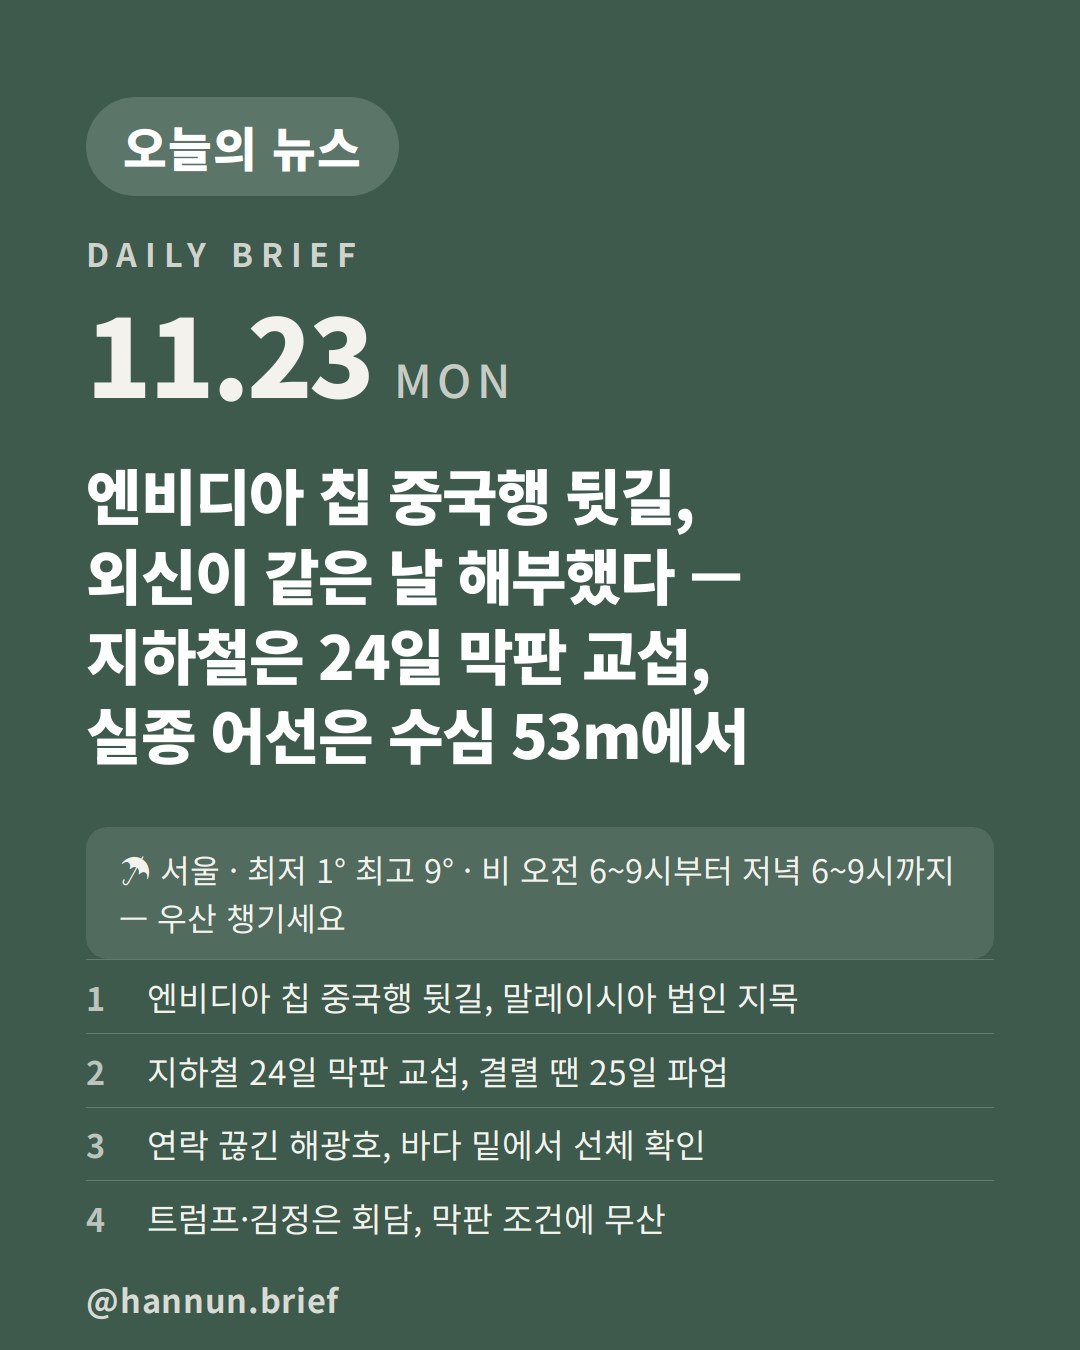 오늘의 뉴스
DAILY BRIEF
11.23 MON
엔비디아 칩 중국행 뒷길,
외신이 같은 날 해부했다 —
지하철은 24일 막판 교섭,
실종 어선은 수심 53m에서
☂ 서울 · 최저 1° 최고 9° · 비 오전 6~9시부터 저녁 6~9시까지
— 우산 챙기세요
1 엔비디아 칩 중국행 뒷길, 말레이시아 법인 지목
2 지하철 24일 막판 교섭, 결렬 땐 25일 파업
3 연락 끊긴 해광호, 바다 밑에서 선체 확인
4 트럼프·김정은 회담, 막판 조건에 무산
@hannun.brief